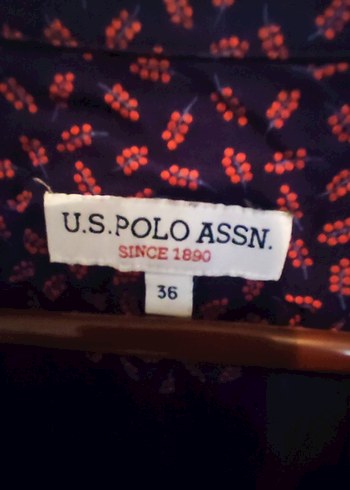 U.S. POLO ASSN.
SINCE 1890
36